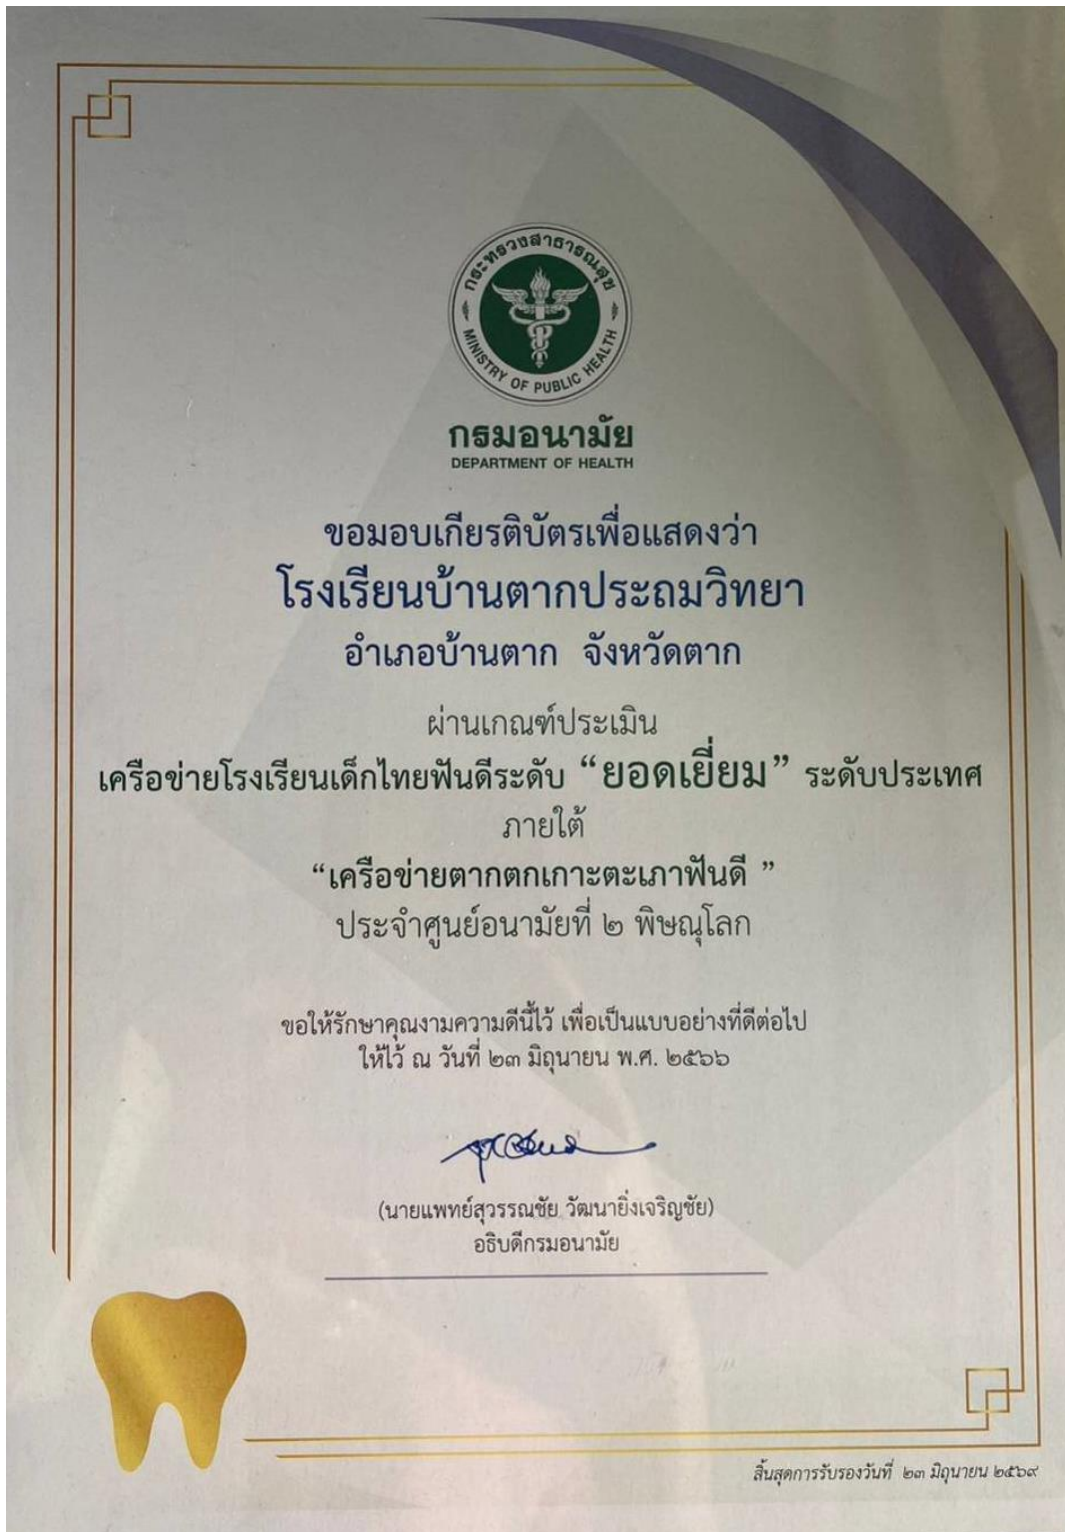 กระทรวงสาธารณสุข
MINISTRY OF PUBLIC HEALTH
กรมอนามัย
DEPARTMENT OF HEALTH
ขอมอบเกียรติบัตรเพื่อแสดงว่า
โรงเรียนบ้านตากประถมวิทยา
อำเภอบ้านตาก จังหวัดตาก
ผ่านเกณฑ์ประเมิน
เครือข่ายโรงเรียนเด็กไทยฟันดีระดับ “ยอดเยี่ยม” ระดับประเทศ
ภายใต้
“เครือข่ายตากตกเกาะตะเภาฟันดี ”
ประจำศูนย์อนามัยที่ ๒ พิษณุโลก
ขอให้รักษาคุณงามความดีนี้ไว้ เพื่อเป็นแบบอย่างที่ดีต่อไป
ให้ไว้ ณ วันที่ ๒๓ มิถุนายน พ.ศ. ๒๕๖๖
(นายแพทย์สุวรรณชัย วัฒนายิ่งเจริญชัย)
อธิบดีกรมอนามัย
สิ้นสุดการรับรองวันที่ ๒๓ มิถุนายน ๒๕๖๙